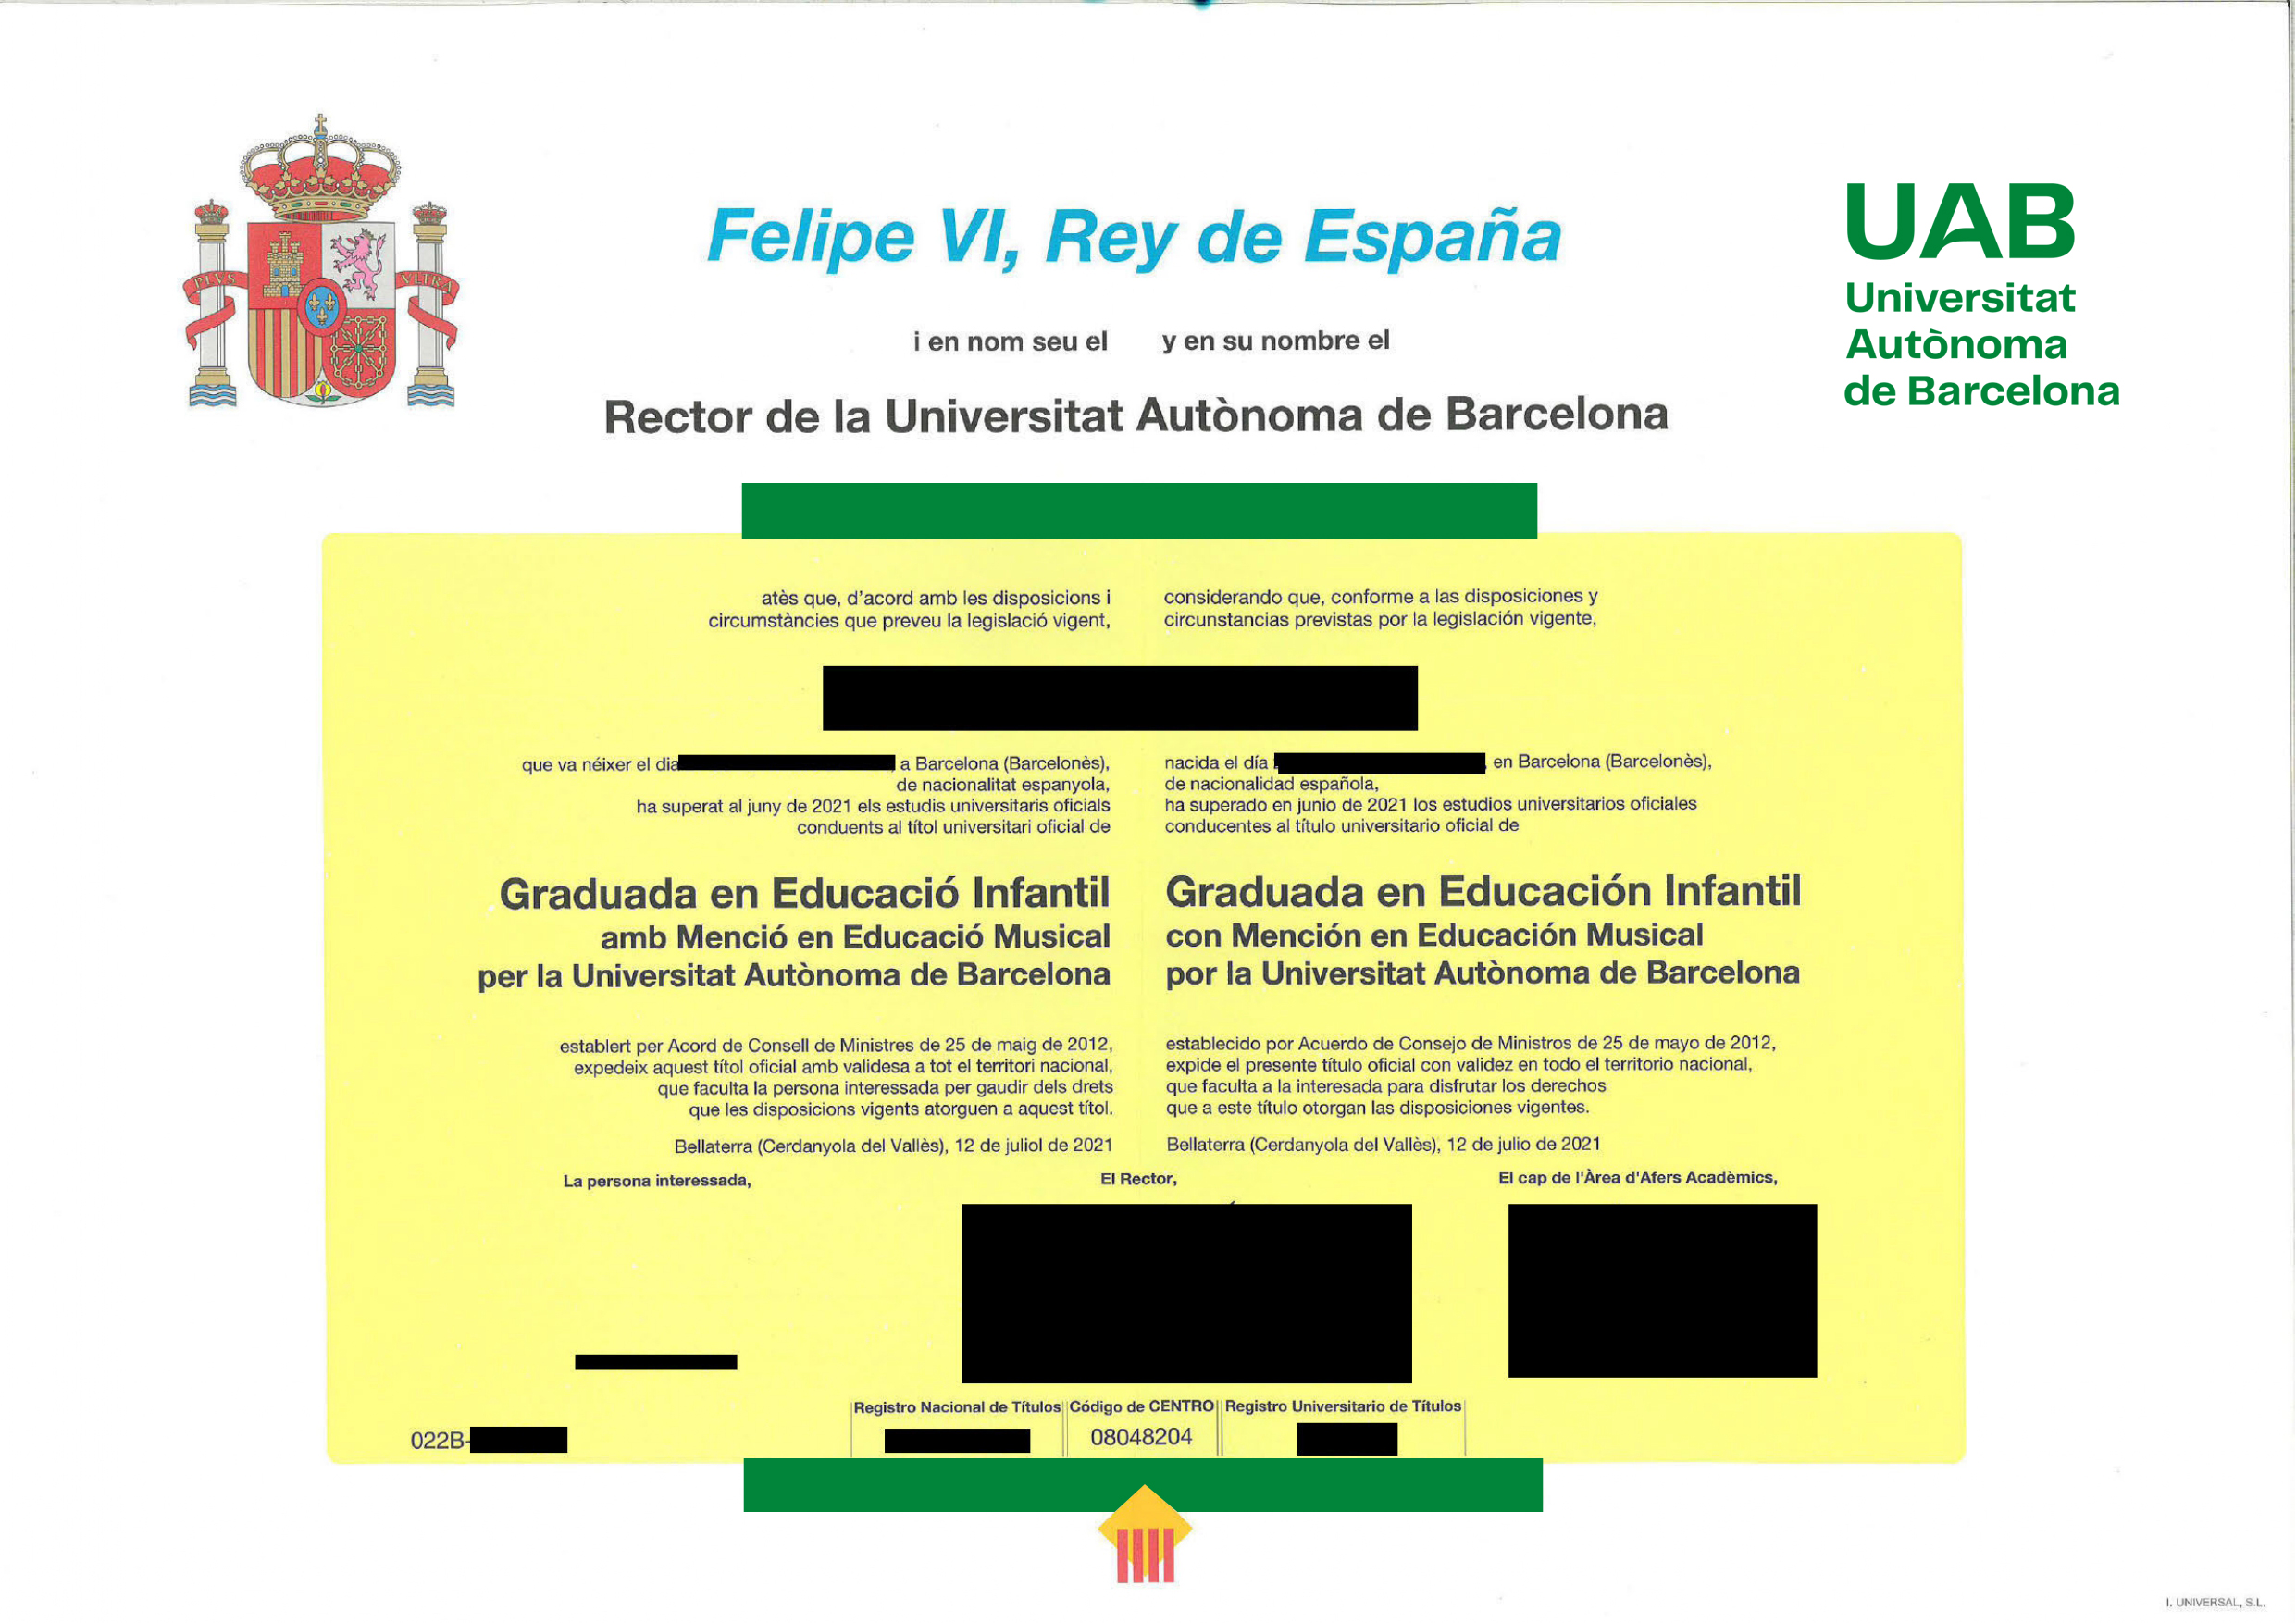 PLVS VLTRA
Felipe VI, Rey de España
UAB
Universitat
Autònoma
de Barcelona
i en nom seu el y en su nombre el
Rector de la Universitat Autònoma de Barcelona
atès que, d'acord amb les disposicions i
circumstàncies que preveu la legislació vigent,
considerando que, conforme a las disposiciones y
circunstancias previstas por la legislación vigente,
que va néixer el dia a Barcelona (Barcelonès),
de nacionalitat espanyola,
ha superat al juny de 2021 els estudis universitaris oficials
conduents al títol universitari oficial de
nacida el día , en Barcelona (Barcelonès),
de nacionalidad española,
ha superado en junio de 2021 los estudios universitarios oficiales
conducentes al título universitario oficial de
Graduada en Educació Infantil
amb Menció en Educació Musical
per la Universitat Autònoma de Barcelona
Graduada en Educación Infantil
con Mención en Educación Musical
por la Universitat Autònoma de Barcelona
establert per Acord de Consell de Ministres de 25 de maig de 2012,
expedeix aquest títol oficial amb validesa a tot el territori nacional,
que faculta la persona interessada per gaudir dels drets
que les disposicions vigents atorguen a aquest títol.
Bellaterra (Cerdanyola del Vallès), 12 de juliol de 2021
establecido por Acuerdo de Consejo de Ministros de 25 de mayo de 2012,
expide el presente título oficial con validez en todo el territorio nacional,
que faculta a la interesada para disfrutar los derechos
que a este título otorgan las disposiciones vigentes.
Bellaterra (Cerdanyola del Vallès), 12 de julio de 2021
La persona interessada,
El Rector,
El cap de l'Àrea d'Afers Acadèmics,
Registro Nacional de Títulos
Código de CENTRO
Registro Universitario de Títulos
022B-
08048204
I. UNIVERSAL, S.L.